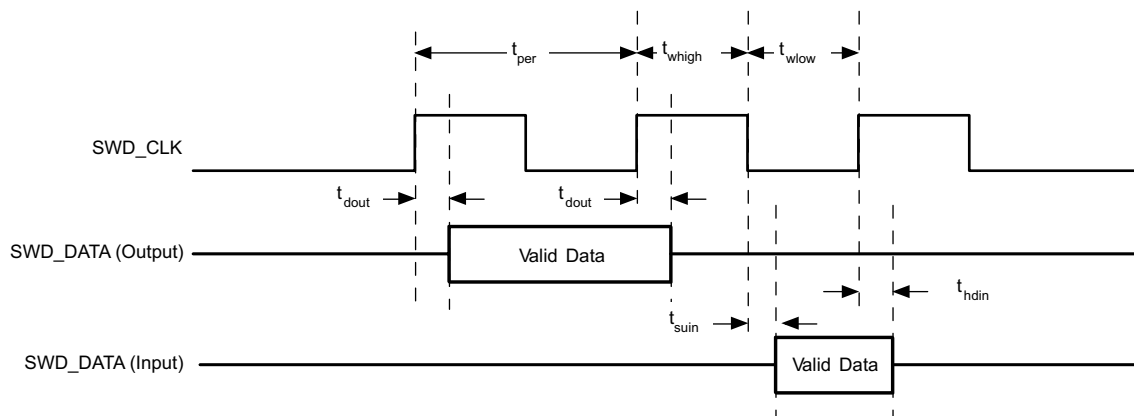 t_per t_whigh t_wlow
SWD_CLK
t_dout t_dout
SWD_DATA (Output) Valid Data
t_hdin
t_suin
SWD_DATA (Input) Valid Data